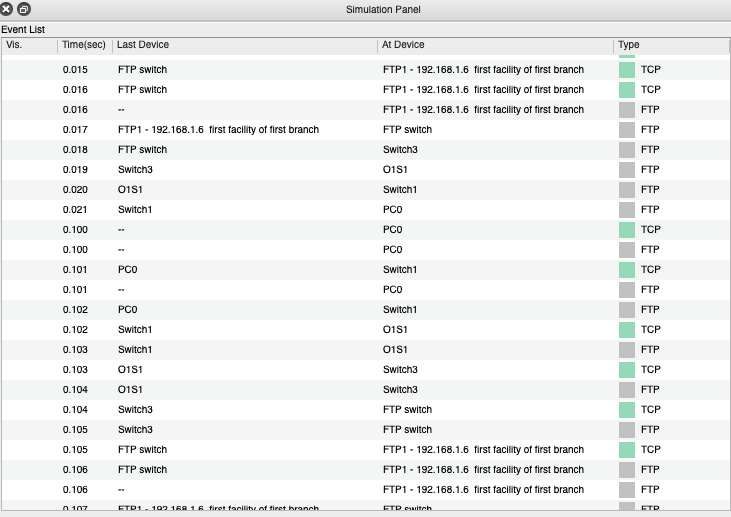 Simulation Panel
Event List
Vis. Time(sec) Last Device At Device Type
0.015 FTP switch FTP1 - 192.168.1.6 first facility of first branch TCP
0.016 FTP switch FTP1 - 192.168.1.6 first facility of first branch TCP
0.016 -- FTP1 - 192.168.1.6 first facility of first branch FTP
0.017 FTP1 - 192.168.1.6 first facility of first branch FTP switch FTP
0.018 FTP switch Switch3 FTP
0.019 Switch3 O1S1 FTP
0.020 O1S1 Switch1 FTP
0.021 Switch1 PC0 FTP
0.100 -- PC0 TCP
0.100 -- PC0 FTP
0.101 PC0 Switch1 TCP
0.101 -- PC0 FTP
0.102 PC0 Switch1 FTP
0.102 Switch1 O1S1 TCP
0.103 Switch1 O1S1 FTP
0.103 O1S1 Switch3 TCP
0.104 O1S1 Switch3 FTP
0.104 Switch3 FTP switch TCP
0.105 Switch3 FTP switch FTP
0.105 FTP switch FTP1 - 192.168.1.6 first facility of first branch TCP
0.106 FTP switch FTP1 - 192.168.1.6 first facility of first branch FTP
0.106 -- FTP1 - 192.168.1.6 first facility of first branch FTP
0.107 FTP1 - 192.168.1.6 first facility of first branch FTP switch FTP